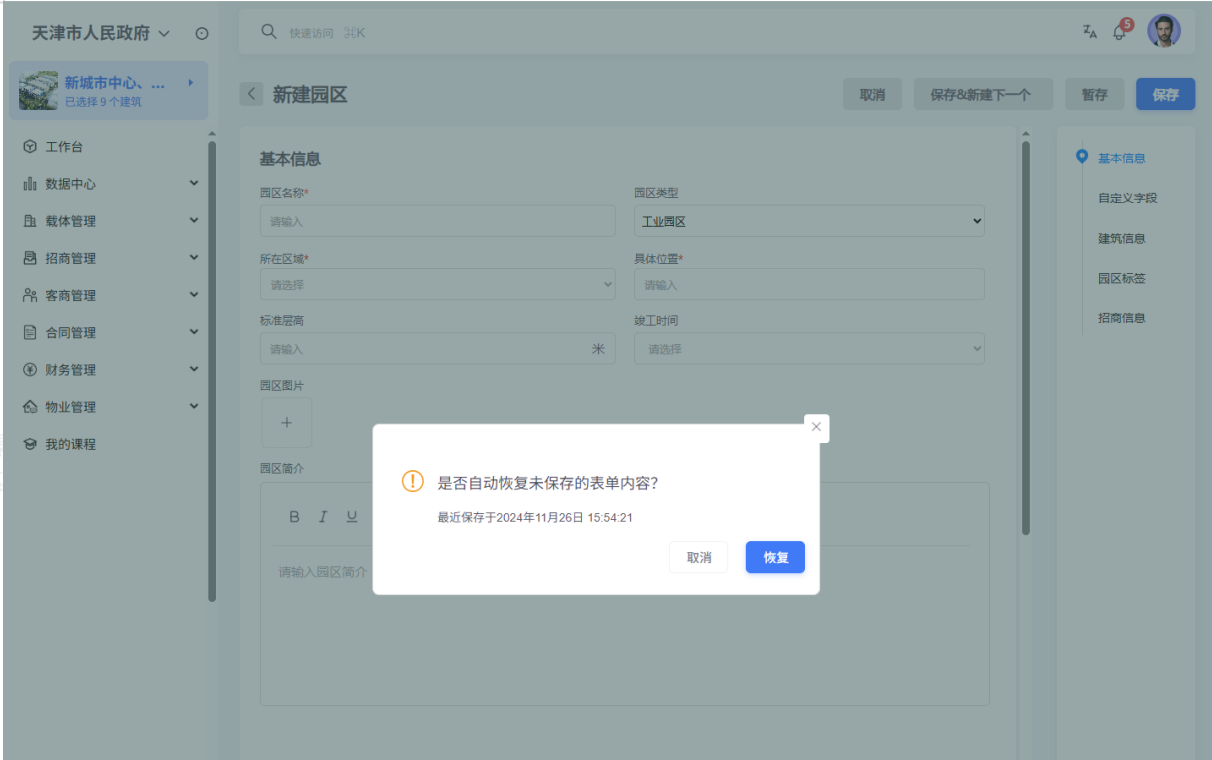 天津市人民政府
快速访问 ⌘K
5
新城市中心、...
已选择 9 个建筑
工作台
数据中心
载体管理
招商管理
客商管理
合同管理
财务管理
物业管理
我的课程
新建园区
取消
保存&新建下一个
暂存
保存
基本信息
园区名称*
请输入
园区类型
工业园区
所在区域*
请选择
具体位置*
请输入
标准层高
请输入 米
竣工时间
请选择
园区图片
+
园区简介
B I U
请输入园区简介
是否自动恢复未保存的表单内容?
最近保存于2024年11月26日 15:54:21
取消
恢复
基本信息
自定义字段
建筑信息
园区标签
招商信息